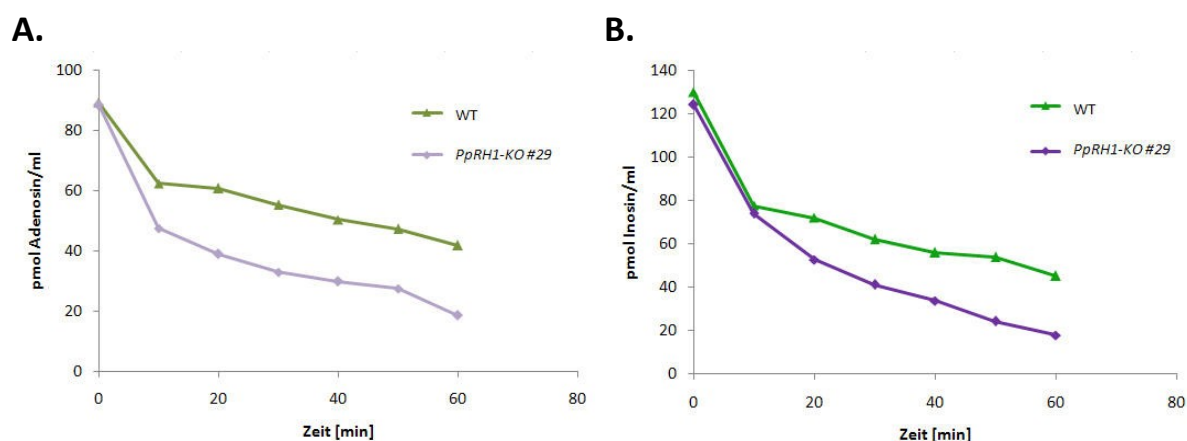 A.
100
80
60
40
20
0
pmol Adenosin/ml
WT
PpRH1-KO #29
0 20 40 60 80
Zeit [min]
B.
140
120
100
80
60
40
20
0
pmol Inosin/ml
WT
PpRH1-KO #29
0 20 40 60 80
Zeit [min]